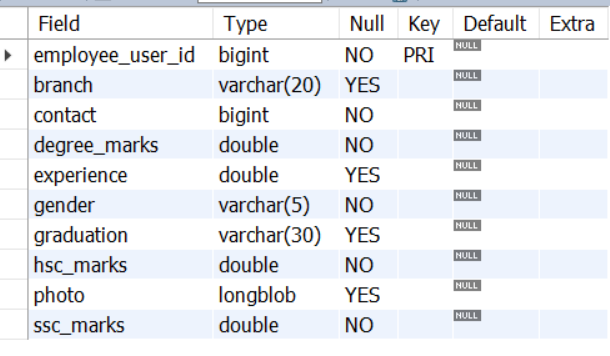 Field Type Null Key Default Extra
employee_user_id bigint NO PRI NULL
branch varchar(20) YES NULL
contact bigint NO NULL
degree_marks double NO NULL
experience double YES NULL
gender varchar(5) NO NULL
graduation varchar(30) YES NULL
hsc_marks double NO NULL
photo longblob YES NULL
ssc_marks double NO NULL